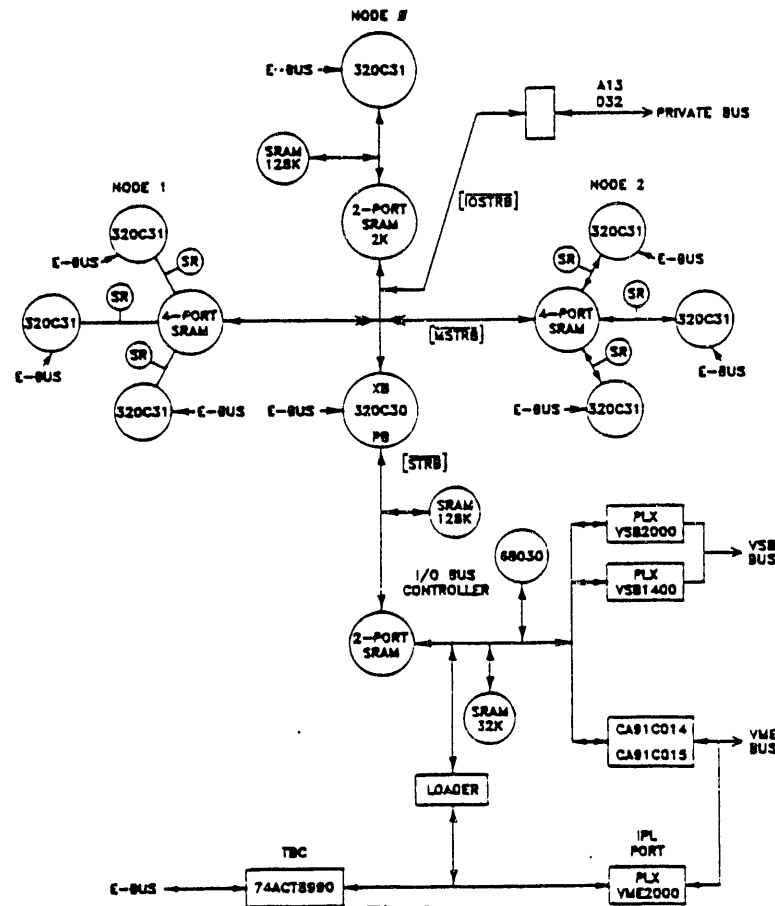 NODE 0
E-BUS
320C31
A13
D32
PRIVATE BUS
SRAM
128K
NODE 1
NODE 2
[IOSTRB]
2-PORT
SRAM
2K
320C31
320C31
E-BUS
SR
SR
E-BUS
320C31
SR
4-PORT
SRAM
4-PORT
SRAM
SR
320C31
[MSTRB]
E-BUS
SR
SR
E-BUS
320C31
E-BUS
E-BUS
XB
320C30
PB
E-BUS
320C31
[STRB]
SRAM
128K
68030
PLX
VSB2000
VSB
BUS
I/O BUS
CONTROLLER
PLX
VSB1400
2-PORT
SRAM
SRAM
32K
CA91C014
CA91C015
VME
BUS
LOADER
TBC
IPL
PORT
E-BUS
74ACT8990
PLX
VME2000